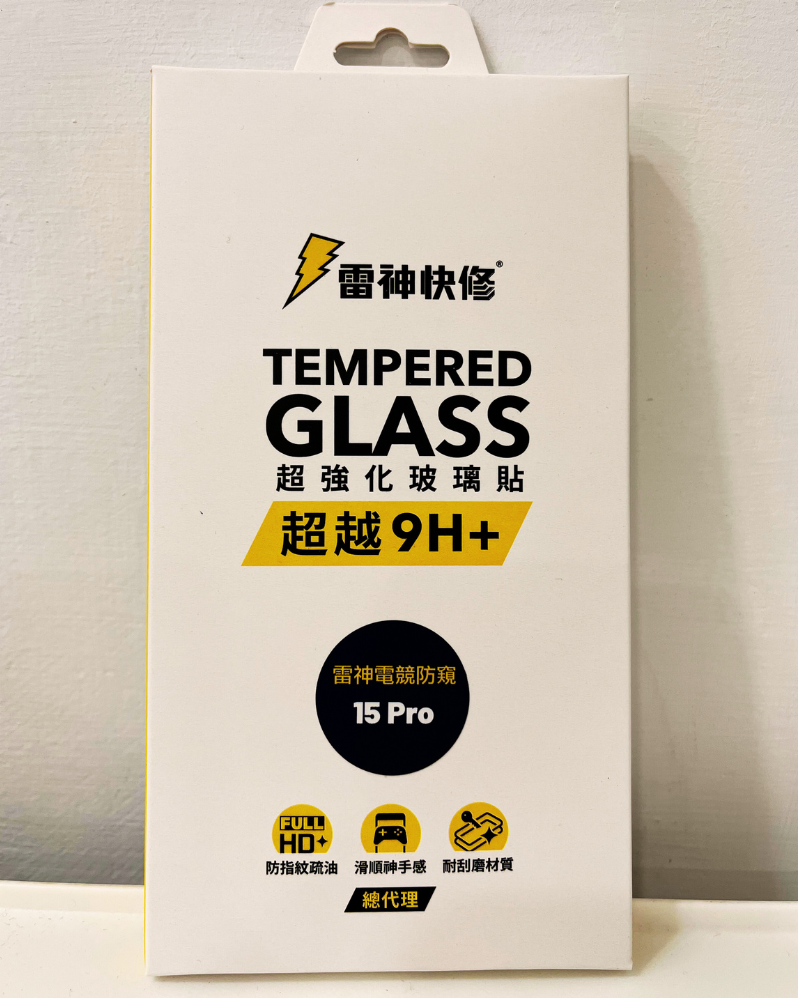 雷神快修®
TEMPERED
GLASS
超強化玻璃貼
超越9H+
雷神電競防窺
15 Pro
FULL
HD
防指紋疏油 滑順神手感 耐刮磨材質
總代理